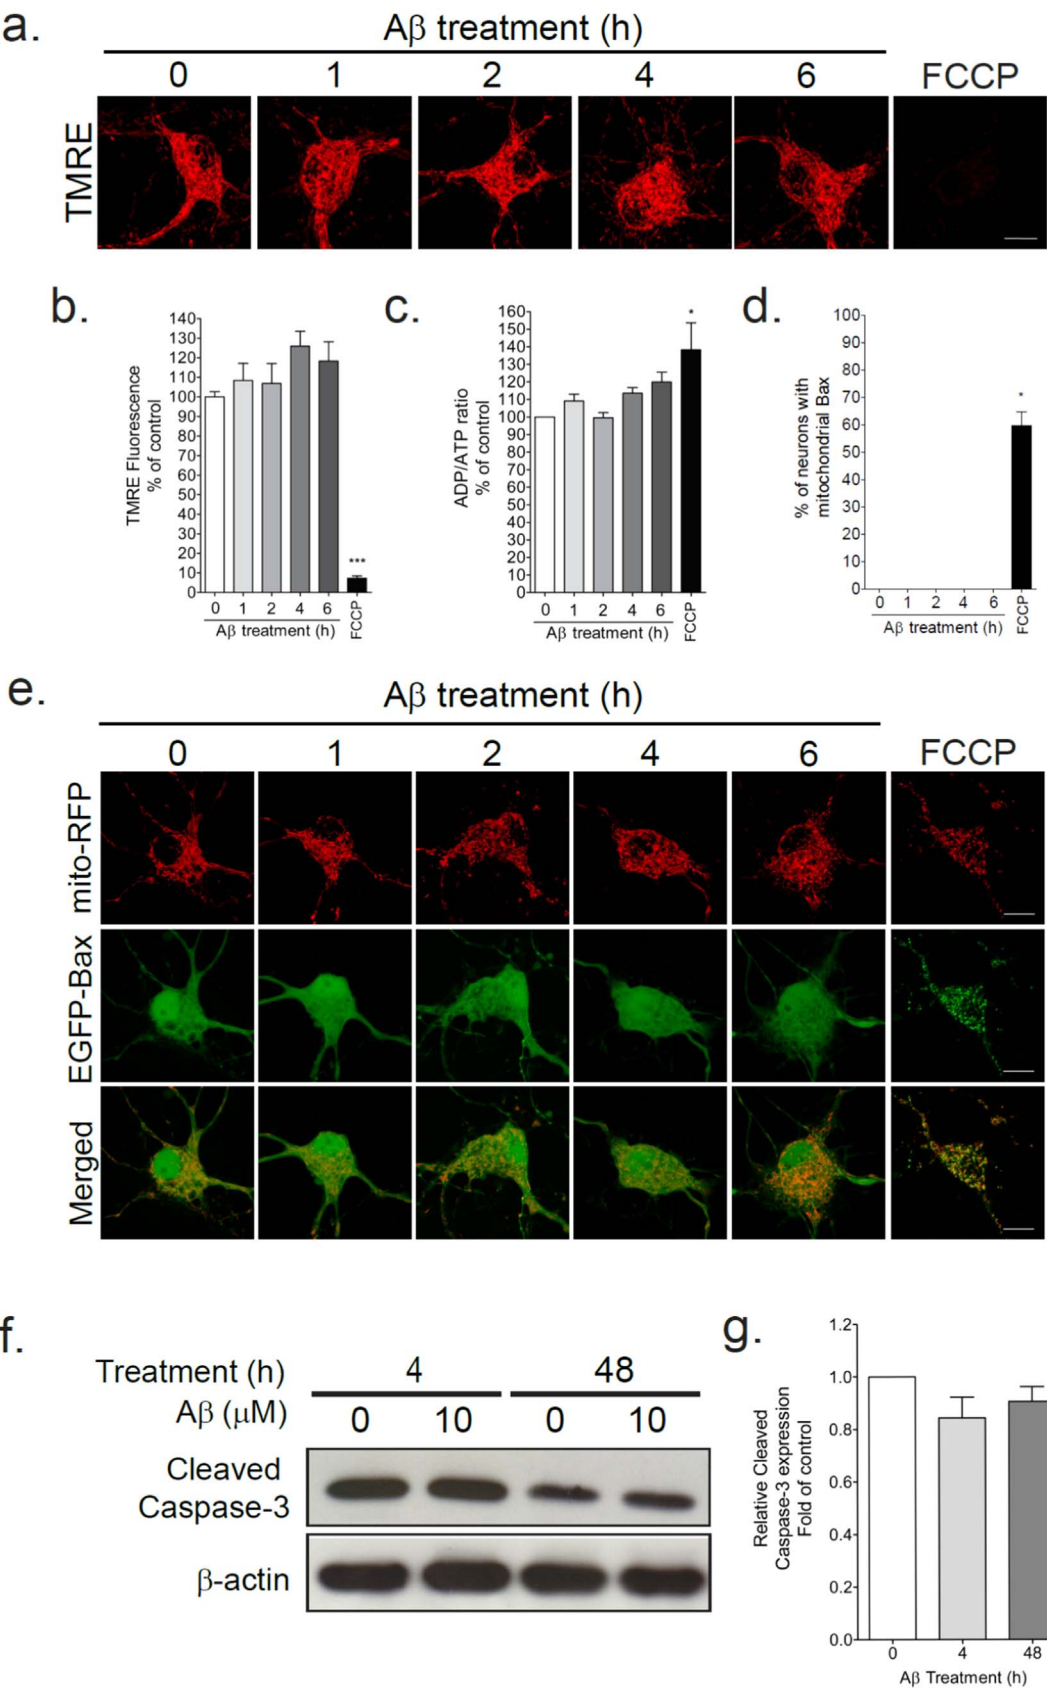 a.
Aβ treatment (h)
0 1 2 4 6 FCCP
TMRE
b.
TMRE Fluorescence
% of control
140
130
120
110
100
90
80
70
60
50
40
30
20
10
0
***
0 1 2 4 6 FCCP
Aβ treatment (h)
c.
ADP/ATP ratio
% of control
160
150
140
130
120
110
100
90
80
70
60
50
40
30
20
10
0
*
0 1 2 4 6 FCCP
Aβ treatment (h)
d.
% of neurons with
mitochondrial Bax
100
90
80
70
60
50
40
30
20
10
0
*
0 1 2 4 6 FCCP
Aβ treatment (h)
e.
Aβ treatment (h)
0 1 2 4 6 FCCP
mito-RFP
EGFP-Bax
Merged
f.
Treatment (h) 4 48
Aβ (μM) 0 10 0 10
Cleaved
Caspase-3
β-actin
g.
Relative Cleaved
Caspase-3 expression
Fold of control
1.2
1.0
0.8
0.6
0.4
0.2
0.0
0 4 48
Aβ Treatment (h)